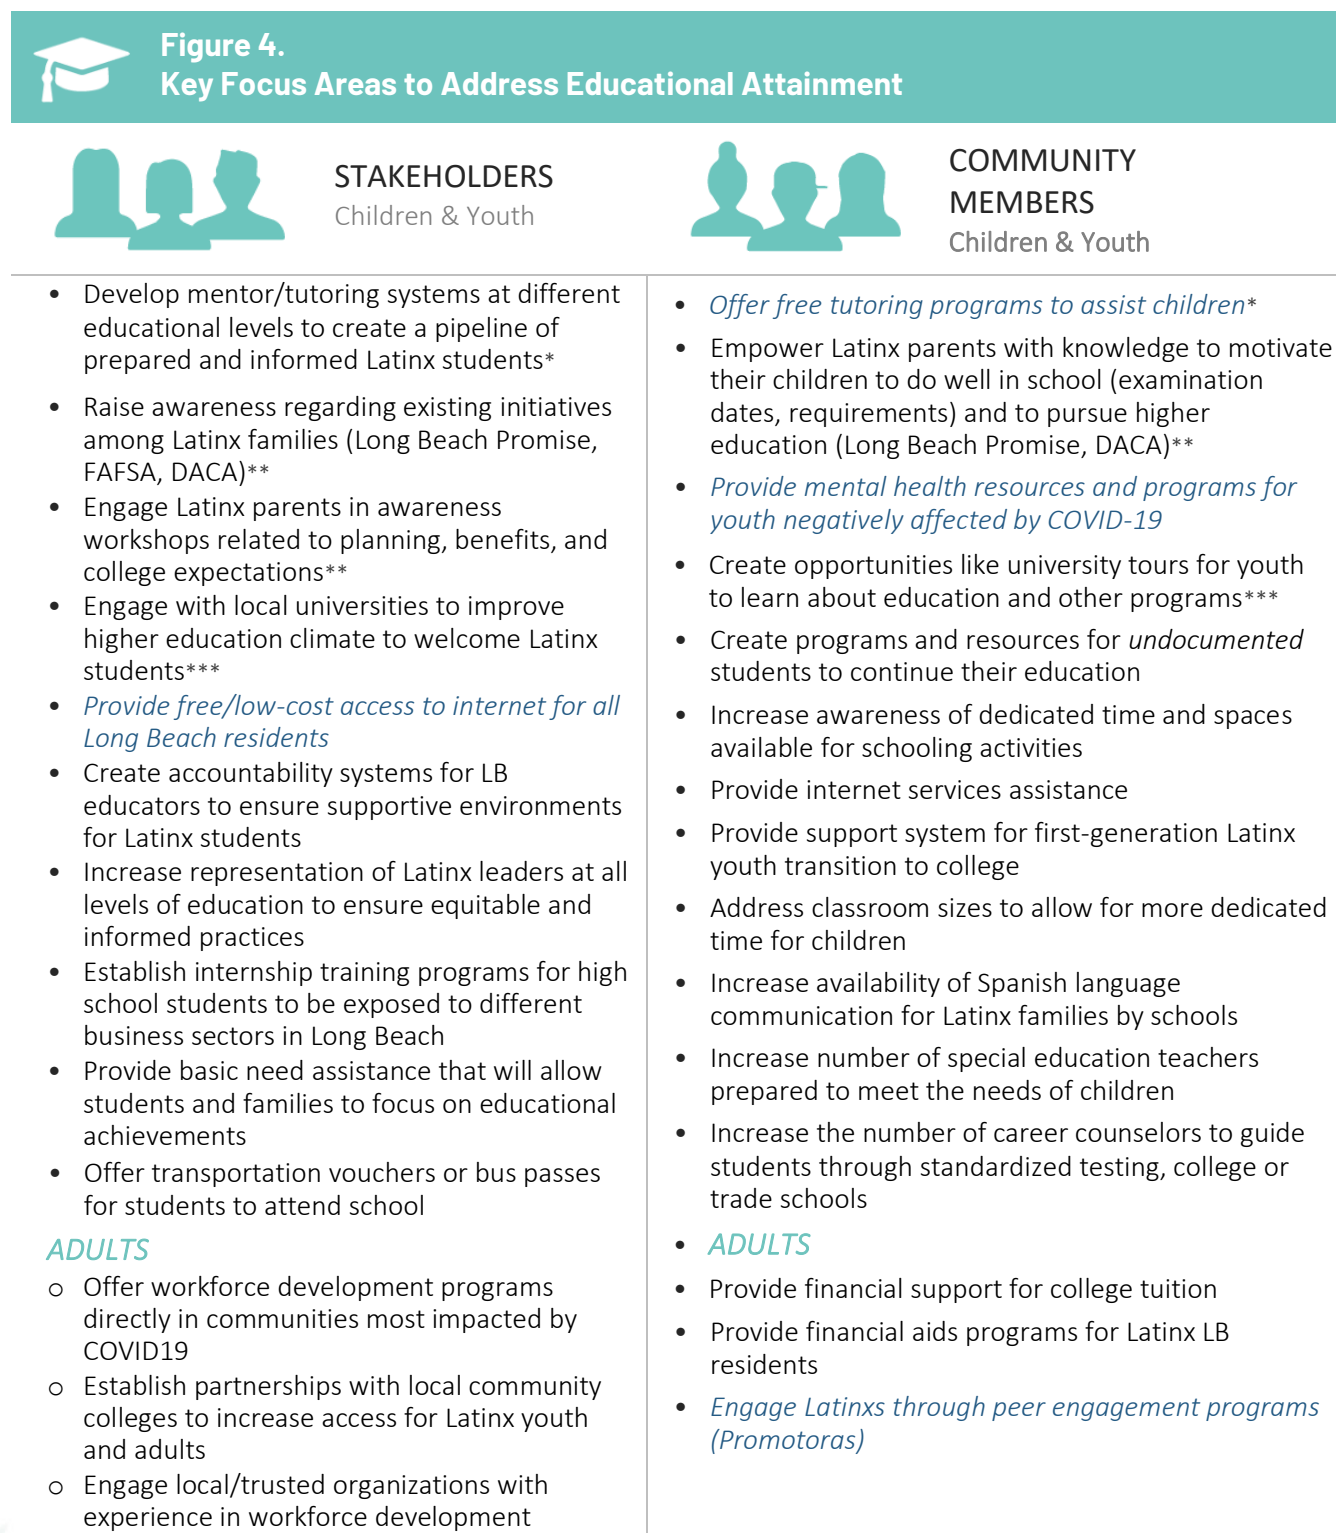 Figure 4.
Key Focus Areas to Address Educational Attainment
STAKEHOLDERS
Children & Youth
• Develop mentor/tutoring systems at different
educational levels to create a pipeline of
prepared and informed Latinx students*
• Raise awareness regarding existing initiatives
among Latinx families (Long Beach Promise,
FAFSA, DACA)**
• Engage Latinx parents in awareness
workshops related to planning, benefits, and
college expectations**
• Engage with local universities to improve
higher education climate to welcome Latinx
students***
• Provide free/low-cost access to internet for all
Long Beach residents
• Create accountability systems for LB
educators to ensure supportive environments
for Latinx students
• Increase representation of Latinx leaders at all
levels of education to ensure equitable and
informed practices
• Establish internship training programs for high
school students to be exposed to different
business sectors in Long Beach
• Provide basic need assistance that will allow
students and families to focus on educational
achievements
• Offer transportation vouchers or bus passes
for students to attend school
ADULTS
o Offer workforce development programs
directly in communities most impacted by
COVID19
o Establish partnerships with local community
colleges to increase access for Latinx youth
and adults
o Engage local/trusted organizations with
experience in workforce development
COMMUNITY
MEMBERS
Children & Youth
• Offer free tutoring programs to assist children*
• Empower Latinx parents with knowledge to motivate
their children to do well in school (examination
dates, requirements) and to pursue higher
education (Long Beach Promise, DACA)**
• Provide mental health resources and programs for
youth negatively affected by COVID-19
• Create opportunities like university tours for youth
to learn about education and other programs***
• Create programs and resources for undocumented
students to continue their education
• Increase awareness of dedicated time and spaces
available for schooling activities
• Provide internet services assistance
• Provide support system for first-generation Latinx
youth transition to college
• Address classroom sizes to allow for more dedicated
time for children
• Increase availability of Spanish language
communication for Latinx families by schools
• Increase number of special education teachers
prepared to meet the needs of children
• Increase the number of career counselors to guide
students through standardized testing, college or
trade schools
• ADULTS
• Provide financial support for college tuition
• Provide financial aids programs for Latinx LB
residents
• Engage Latinxs through peer engagement programs
(Promotoras)